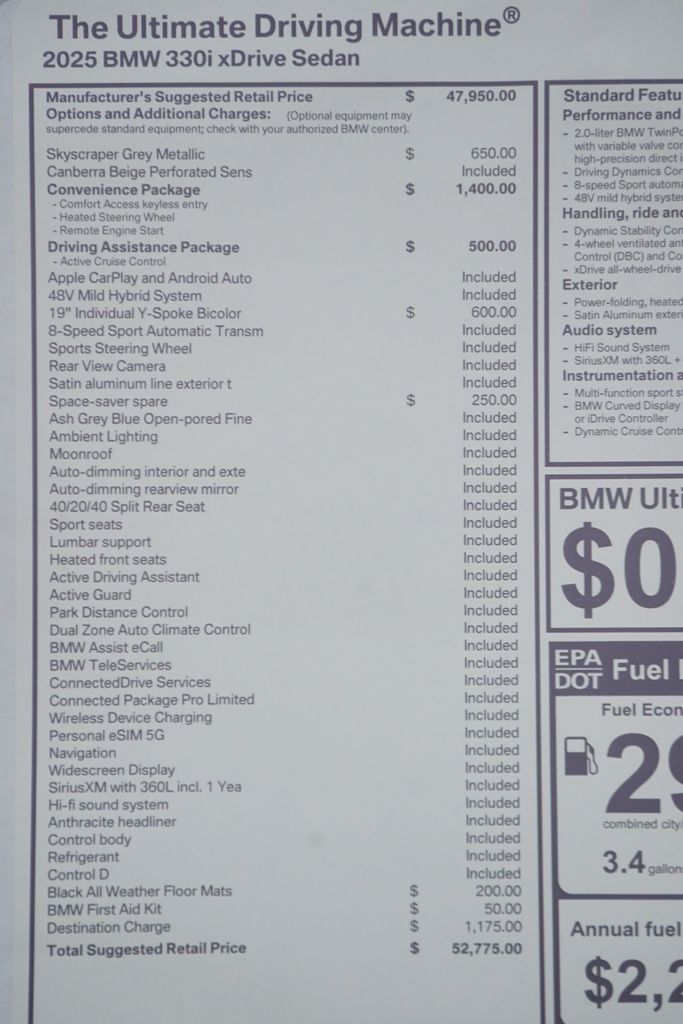 The Ultimate Driving Machine®
2025 BMW 330i xDrive Sedan
Manufacturer's Suggested Retail Price $ 47,950.00
Options and Additional Charges: (Optional equipment may
supercede standard equipment; check with your authorized BMW center).
Skyscraper Grey Metallic $ 650.00
Canberra Beige Perforated Sens Included
Convenience Package $ 1,400.00
- Comfort Access keyless entry
- Heated Steering Wheel
- Remote Engine Start
Driving Assistance Package $ 500.00
- Active Cruise Control
Apple CarPlay and Android Auto Included
48V Mild Hybrid System Included
19" Individual Y-Spoke Bicolor $ 600.00
8-Speed Sport Automatic Transm Included
Sports Steering Wheel Included
Rear View Camera Included
Satin aluminum line exterior t Included
Space-saver spare $ 250.00
Ash Grey Blue Open-pored Fine Included
Ambient Lighting Included
Moonroof Included
Auto-dimming interior and exte Included
Auto-dimming rearview mirror Included
40/20/40 Split Rear Seat Included
Sport seats Included
Lumbar support Included
Heated front seats Included
Active Driving Assistant Included
Active Guard Included
Park Distance Control Included
Dual Zone Auto Climate Control Included
BMW Assist eCall Included
BMW TeleServices Included
ConnectedDrive Services Included
Connected Package Pro Limited Included
Wireless Device Charging Included
Personal eSIM 5G Included
Navigation Included
Widescreen Display Included
SiriusXM with 360L incl. 1 Yea Included
Hi-fi sound system Included
Anthracite headliner Included
Control body Included
Refrigerant Included
Control D Included
Black All Weather Floor Mats $ 200.00
BMW First Aid Kit $ 50.00
Destination Charge $ 1,175.00
Total Suggested Retail Price $ 52,775.00
Standard Featu
Performance and
- 2.0-liter BMW TwinPo
with variable valve con
high-precision direct i
- Driving Dynamics Con
- 8-speed Sport automa
- 48V mild hybrid syste
Handling, ride and
- Dynamic Stability Con
- 4-wheel ventilated ant
Control (DBC) and Co
- xDrive all-wheel-drive
Exterior
- Power-folding, heated
- Satin Aluminum exteri
Audio system
- HiFi Sound System
- SiriusXM with 360L +
Instrumentation a
- Multi-function sport s
- BMW Curved Display
or iDrive Controller
- Dynamic Cruise Contr
BMW Ulti
$0
EPA
DOT Fuel
Fuel Econ
29
combined city
3.4 gallon
Annual fuel
$2,2